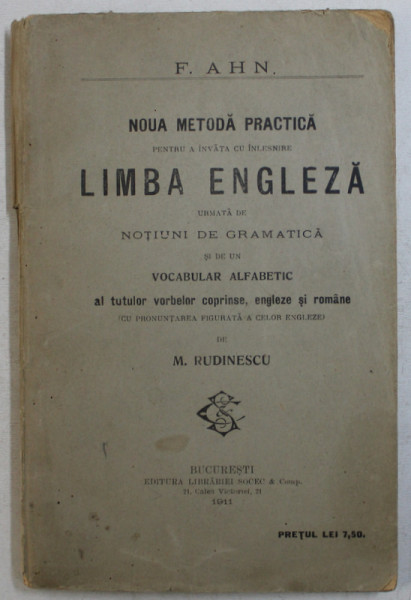 F. AHN.
NOUA METODĂ PRACTICĂ
PENTRU A ÎNVĂȚA CU ÎNLESNIRE
LIMBA ENGLEZĂ
URMATĂ DE
NOȚIUNI DE GRAMATICĂ
ȘI DE UN
VOCABULAR ALFABETIC
al tutulor vorbelor coprinse, engleze și române
(CU PRONUNȚAREA FIGURATĂ A CELOR ENGLEZE)
DE
M. RUDINESCU
BUCUREȘTI
EDITURA LIBRĂRIEI SOCEC & Comp.
21, Calea Victoriei, 21
1911
PREȚUL LEI 7,50.